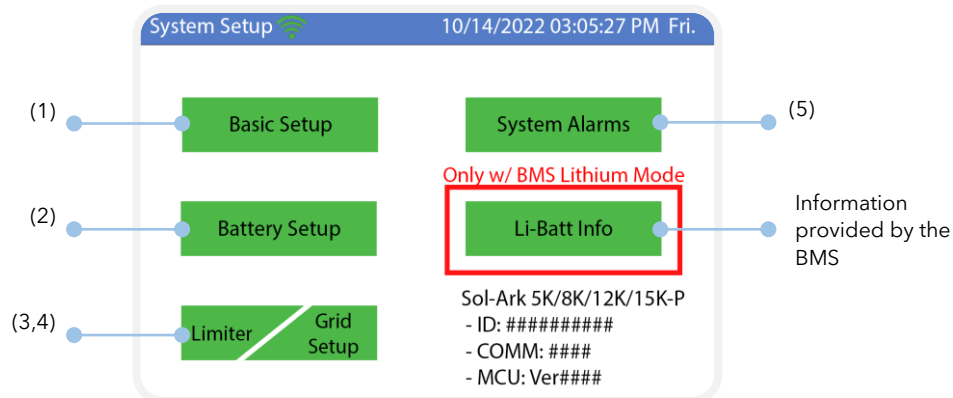 System Setup
10/14/2022 03:05:27 PM Fri.
(1)
Basic Setup
System Alarms
(5)
Only w/ BMS Lithium Mode
(2)
Battery Setup
Li-Batt Info
Information
provided by the
BMS
(3,4)
Limiter
Grid
Setup
Sol-Ark 5K/8K/12K/15K-P
- ID: ##########
- COMM: ####
- MCU: Ver####